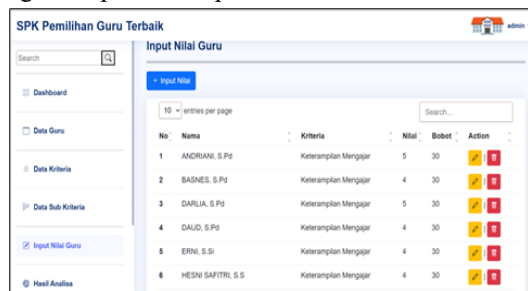 SPK Pemilihan Guru Terbaik
admin
Search
Dashboard
Data Guru
Data Kriteria
Data Sub Kriteria
Input Nilai Guru
Hasil Analisa
Input Nilai Guru
+ Input Nilai
10 entries per page
Search...
No Nama Kriteria Nilai Bobot Action
1 ANDRIANI, S.Pd Keterampilan Mengajar 5 30 |
2 BASNES, S.Pd Keterampilan Mengajar 4 30 |
3 DARLIA, S.Pd Keterampilan Mengajar 5 30 |
4 DAUD, S.Pd Keterampilan Mengajar 4 30 |
5 ERNI, S.Si Keterampilan Mengajar 4 30 |
6 HESNI SAFITRI, S.S Keterampilan Mengajar 4 30 |